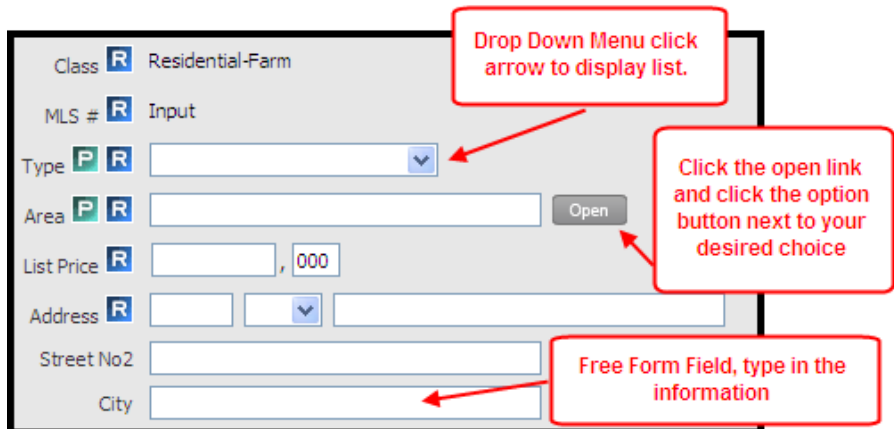 Drop Down Menu click
arrow to display list.
Class R Residential-Farm
MLS # R Input
Type P R
Click the open link
and click the option
button next to your
desired choice
Area P R Open
List Price R , 000
Address R
Street No2
Free Form Field, type in the
information
City